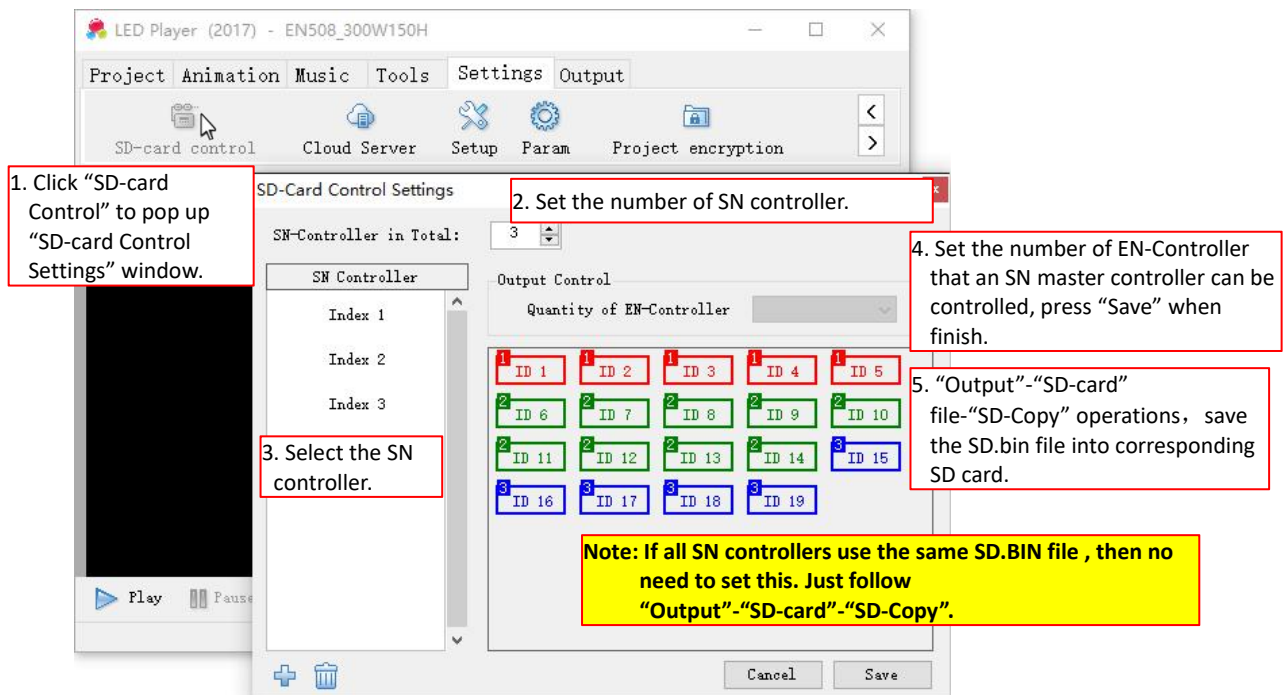 LED Player (2017) - EN508_300W150H
Project Animation Music Tools Settings Output
SD-card control Cloud Server Setup Param Project encryption
1. Click “SD-card
Control” to pop up
“SD-card Control
Settings” window.
SD-Card Control Settings
2. Set the number of SN controller.
SN-Controller in Total: 3
SN Controller
Index 1
Index 2
Index 3
3. Select the SN
controller.
Output Control
Quantity of EN-Controller
4. Set the number of EN-Controller
that an SN master controller can be
controlled, press “Save” when
finish.
1 ID 1 1 ID 2 1 ID 3 1 ID 4 1 ID 5
2 ID 6 2 ID 7 2 ID 8 2 ID 9 2 ID 10
2 ID 11 2 ID 12 2 ID 13 2 ID 14 3 ID 15
3 ID 16 3 ID 17 3 ID 18 3 ID 19
5. “Output”-“SD-card”
file-“SD-Copy” operations，save
the SD.bin file into corresponding
SD card.
Note: If all SN controllers use the same SD.BIN file , then no
need to set this. Just follow
“Output”-“SD-card”-“SD-Copy”.
Play Pause
Cancel Save